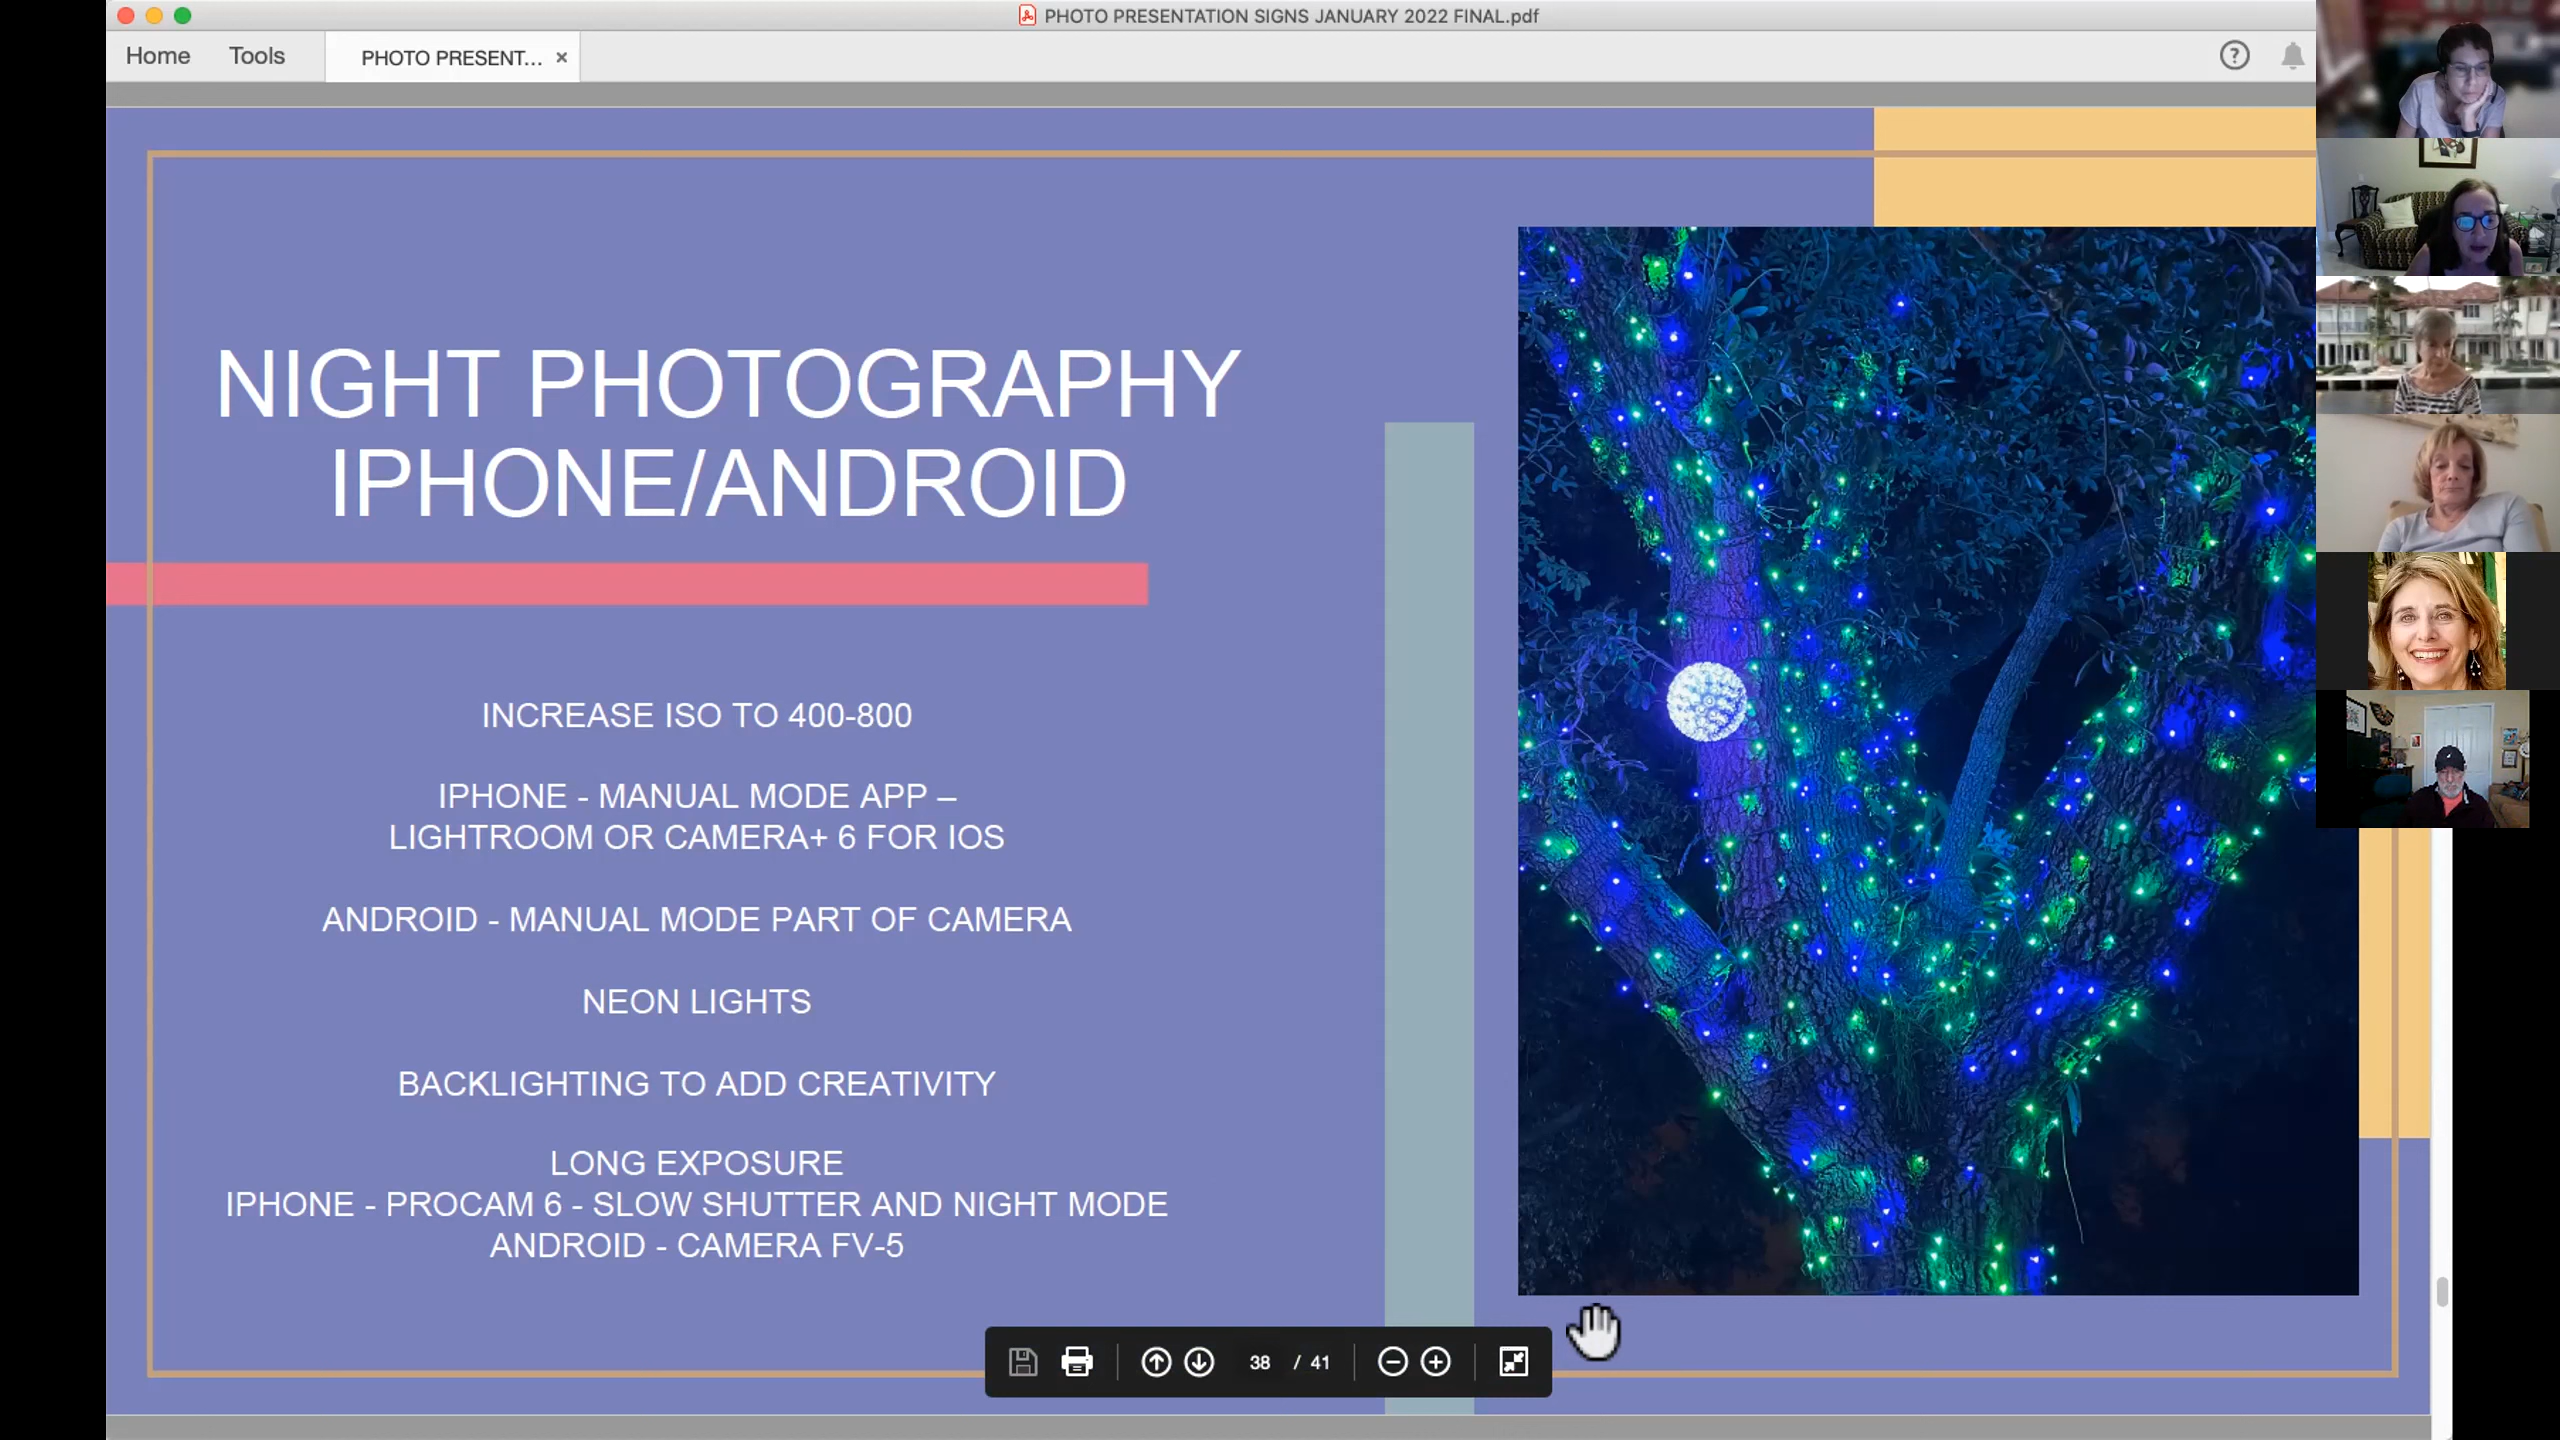 PHOTO PRESENTATION SIGNS JANUARY 2022 FINAL.pdf
Home
Tools
PHOTO PRESENT...
NIGHT PHOTOGRAPHY
IPHONE/ANDROID
INCREASE ISO TO 400-800
IPHONE - MANUAL MODE APP –
LIGHTROOM OR CAMERA+ 6 FOR IOS
ANDROID - MANUAL MODE PART OF CAMERA
NEON LIGHTS
BACKLIGHTING TO ADD CREATIVITY
LONG EXPOSURE
IPHONE - PROCAM 6 - SLOW SHUTTER AND NIGHT MODE
ANDROID - CAMERA FV-5
38 / 41